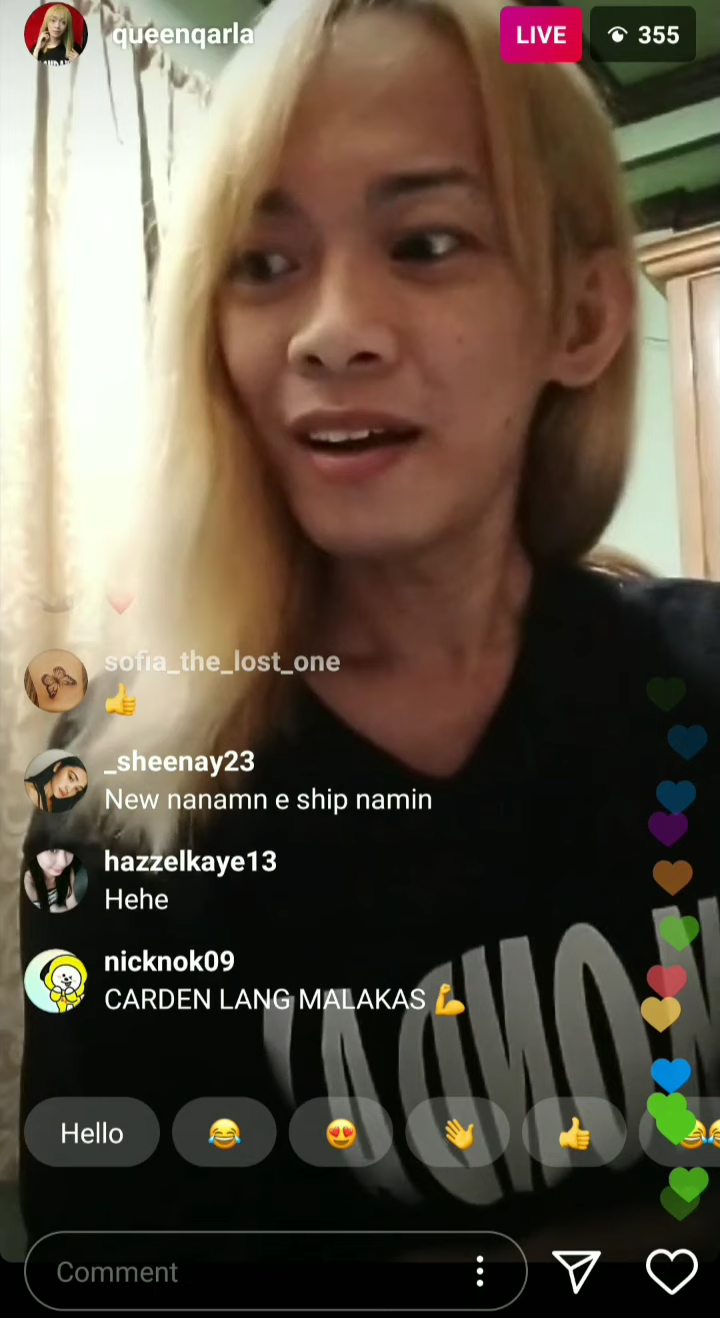 queenqarla
LIVE
355
sofia_the_lost_one
👍
_sheenay23
New nanamn e ship namin
hazzelkaye13
Hehe
nicknok09
CARDEN LANG MALAKAS 💪
Hello
😂
😍
👋
👍
Comment